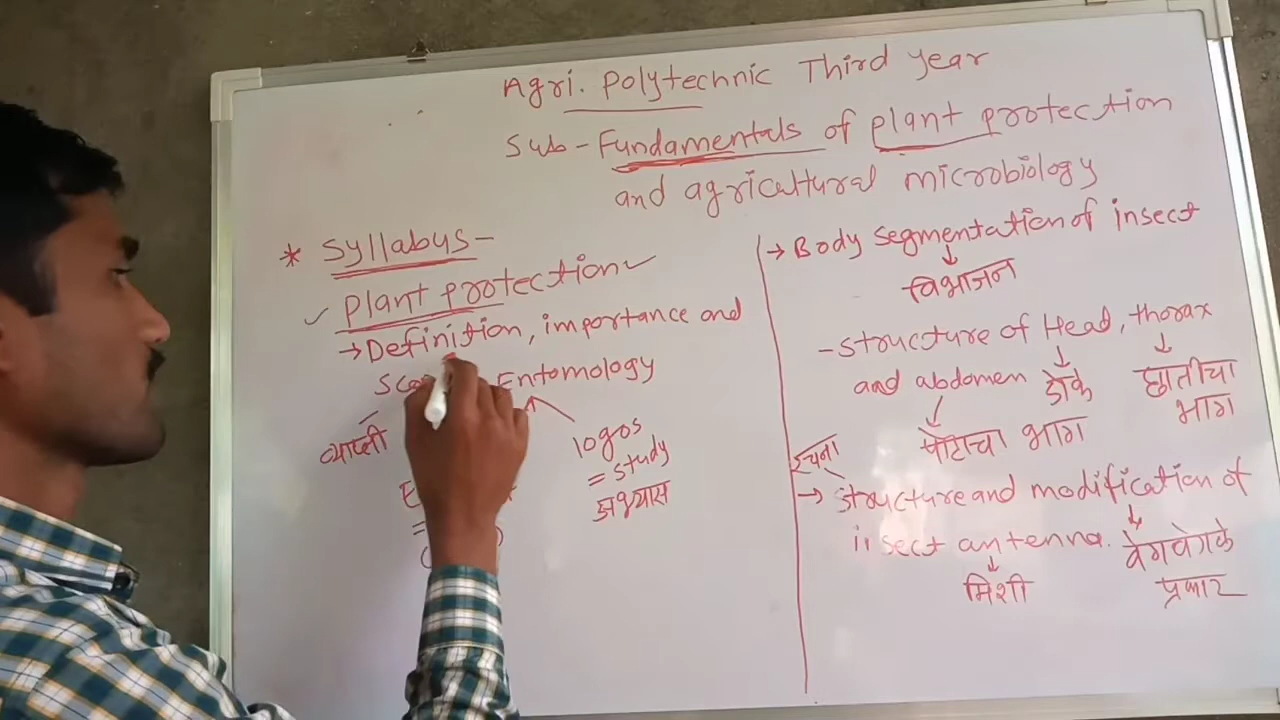 Agri. Polytechnic Third Year
Sub - Fundamentals of plant protection
and agricultural microbiology
* Syllabus -
✓ Plant protection ✓
→ Definition, importance and
Entomology
व्याप्ती
logos
= study
अभ्यास
→ Body segmentation of insect
विभाजन
- structure of Head, thorax
and abdomen डोके छातीचा
भाग
पोटाचा भाग
रचना
→ structure and modification of
insect antenna. वेगवेगळे
मिशी प्रकार